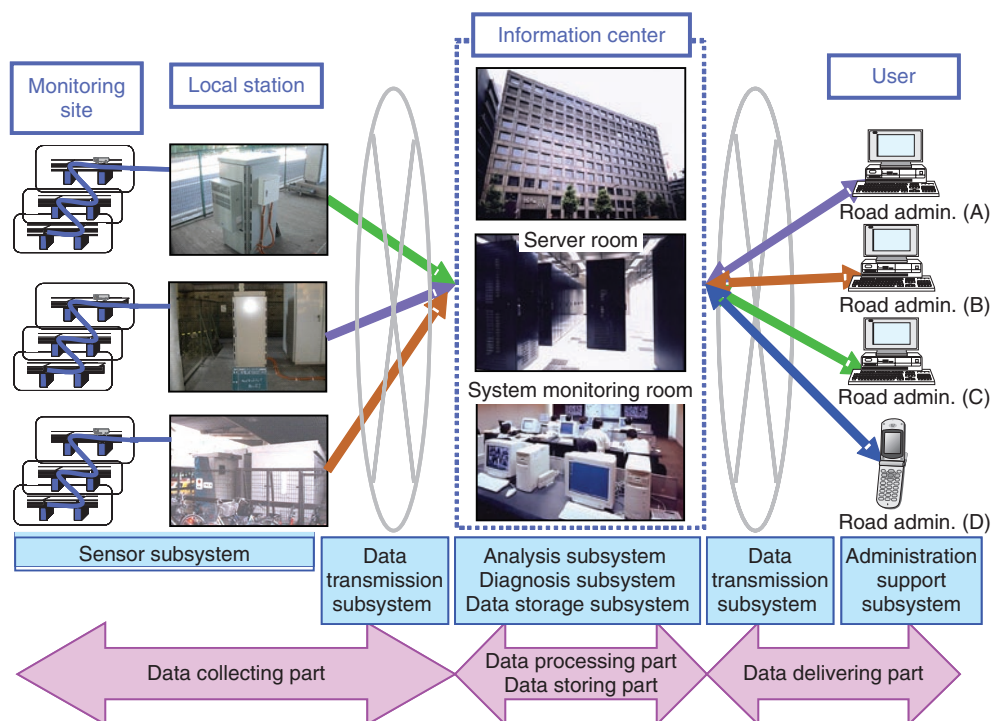 Information center
Monitoring
site
Local station
User
Server room
System monitoring room
Road admin. (A)
Road admin. (B)
Road admin. (C)
Road admin. (D)
Sensor subsystem
Data
transmission
subsystem
Analysis subsystem
Diagnosis subsystem
Data storage subsystem
Data
transmission
subsystem
Administration
support
subsystem
Data collecting part
Data processing part
Data storing part
Data delivering part